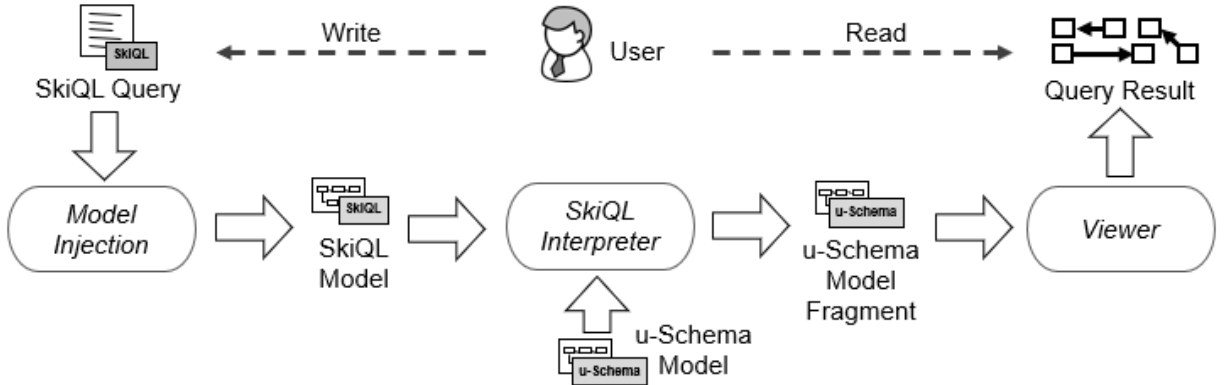 Write
User
Read
SkiQL
SkiQL Query
Query Result
Model
Injection
SkiQL
SkiQL
Model
SkiQL
Interpreter
u-Schema
u-Schema
Model
Fragment
Viewer
u-Schema
Model
u-Schema